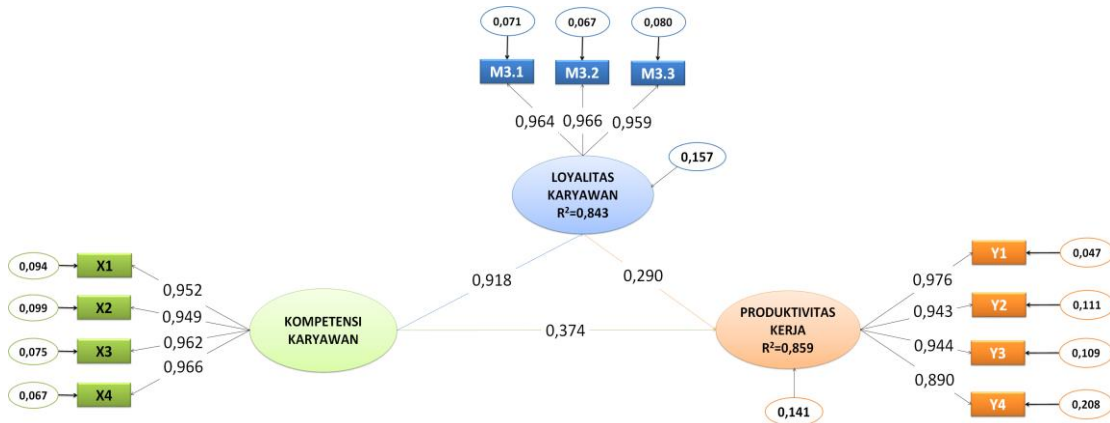 0,071
0,067
0,080
M3.1
M3.2
M3.3
0,964
0,966
0,959
0,157
LOYALITAS
KARYAWAN
R²=0,843
0,094
X1
0,099
X2
0,075
X3
0,067
X4
0,952
0,949
0,962
0,966
KOMPETENSI
KARYAWAN
0,918
0,290
0,374
PRODUKTIVITAS
KERJA
R²=0,859
0,141
0,976
0,943
0,944
0,890
Y1
0,047
Y2
0,111
Y3
0,109
Y4
0,208